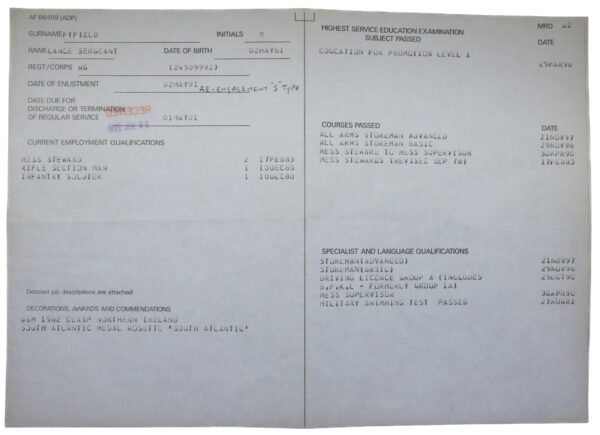 AF B6489 (ADP)
SURNAME FYFIELD INITIALS M
RANK LANCE SERGEANT DATE OF BIRTH 02MAY61
REGT/CORPS WG (24509992)
DATE OF ENLISTMENT 02MAY91 RE-ENGAGEMENT 'S' TYPE
DATE DUE FOR
DISCHARGE OR TERMINATION
OF REGULAR SERVICE 01MAY01
RECEIVED
CURRENT EMPLOYMENT QUALIFICATIONS
MESS STEWARD 2 17FEB83
RIFLE SECTION MAN 1 10DEC80
INFANTRY SOLDIER 1 10DEC80
Detailed job descriptions are attached
DECORATIONS, AWARDS AND COMMENDATIONS
GSM 1962 CLASP NORTHERN IRELAND
SOUTH ATLANTIC MEDAL ROSETTE 'SOUTH ATLANTIC'
MRO 02
HIGHEST SERVICE EDUCATION EXAMINATION
SUBJECT PASSED DATE
EDUCATION FOR PROMOTION LEVEL 1
29MAR96
COURSES PASSED DATE
ALL ARMS STOREMAN ADVANCED 21NOV97
ALL ARMS STOREMAN BASIC 29NOV96
MESS STEWARD TO MESS SUPERVISOR 30APR90
MESS STEWARDS (REVISED SEP 78) 17FEB83
SPECIALIST AND LANGUAGE QUALIFICATIONS
STOREMAN(ADVANCED) 21NOV97
STOREMAN(BASIC) 29NOV96
DRIVING LICENCE GROUP A (INCLUDES 25OCT90
B,F,K,L - FORMERLY GROUP 1A)
MESS SUPERVISOR 30APR90
MILITARY SWIMMING TEST PASSED 27AUG81